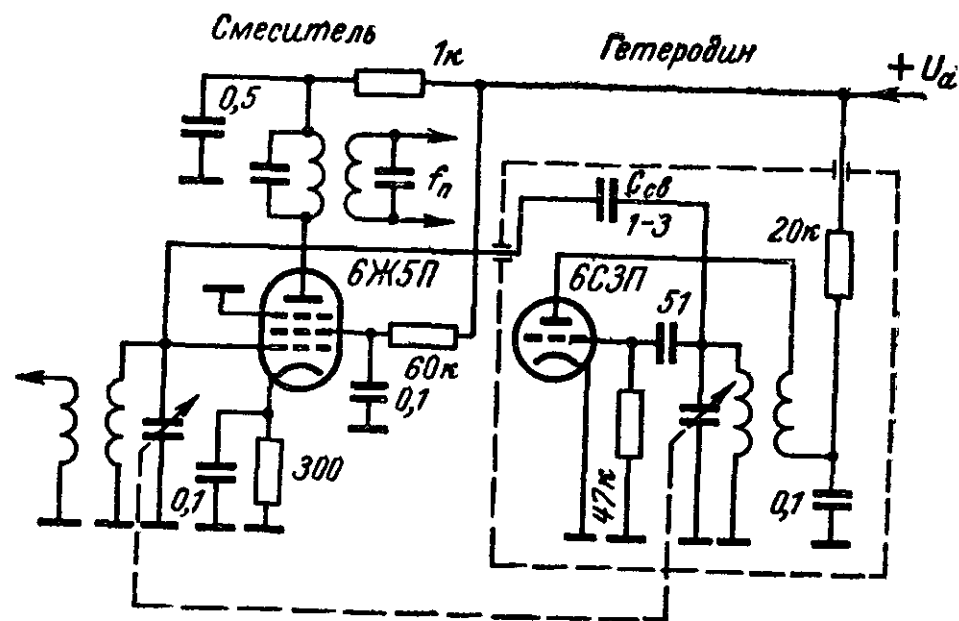 Смеситель
Гетеродин
1к
+ Uа
0,5
fп
Cсв
1-3
20к
6Ж5П
6С3П
51
60к
0,1
300
0,1
47к
0,1